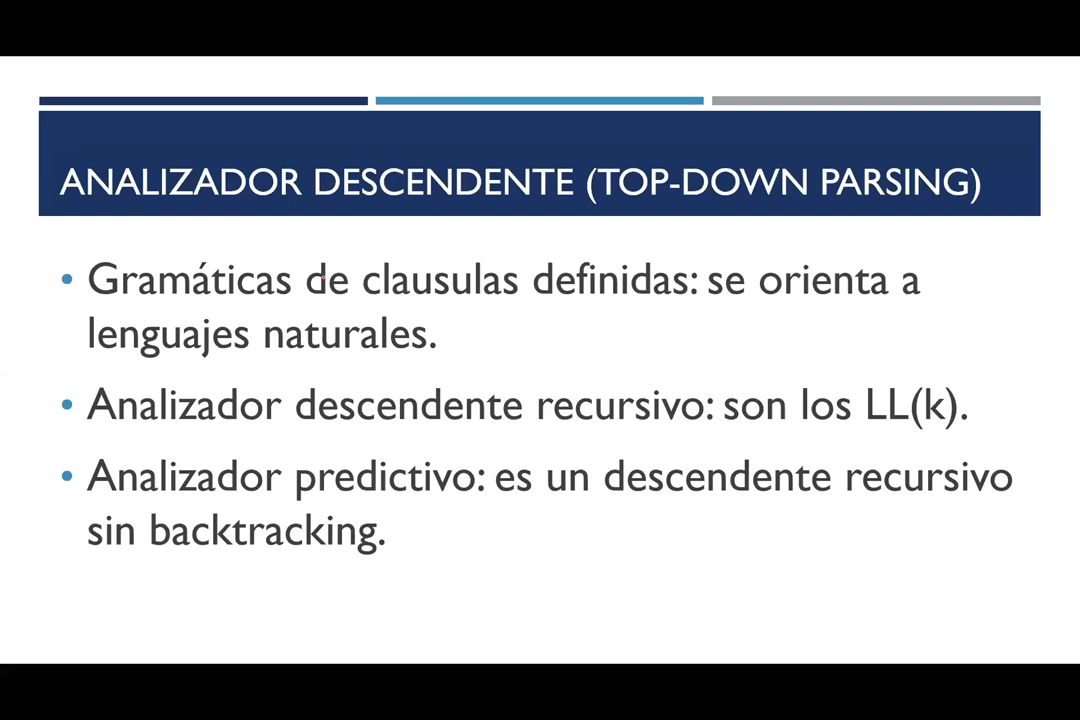 ANALIZADOR DESCENDENTE (TOP-DOWN PARSING)
• Gramáticas de clausulas definidas: se orienta a
lenguajes naturales.
• Analizador descendente recursivo: son los LL(k).
• Analizador predictivo: es un descendente recursivo
sin backtracking.